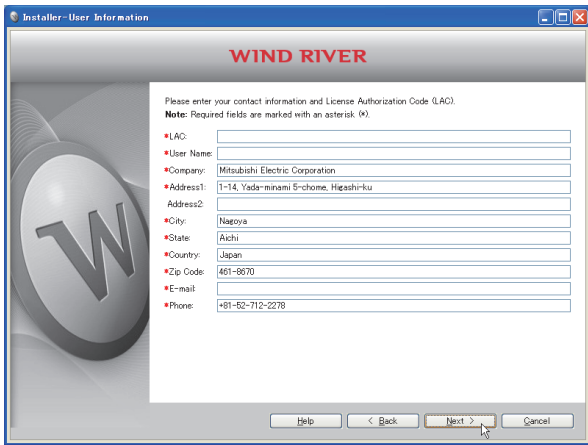 Installer-User Information
WIND RIVER
Please enter your contact information and License Authorization Code (LAC).
Note: Required fields are marked with an asterisk (*).
*LAC:
*User Name:
*Company: Mitsubishi Electric Corporation
*Address1: 1-14, Yada-minami 5-chome, Higashi-ku
Address2:
*City: Nagoya
*State: Aichi
*Country: Japan
*Zip Code: 461-8670
*E-mail:
*Phone: +81-52-712-2278
W
Help < Back Next > Cancel